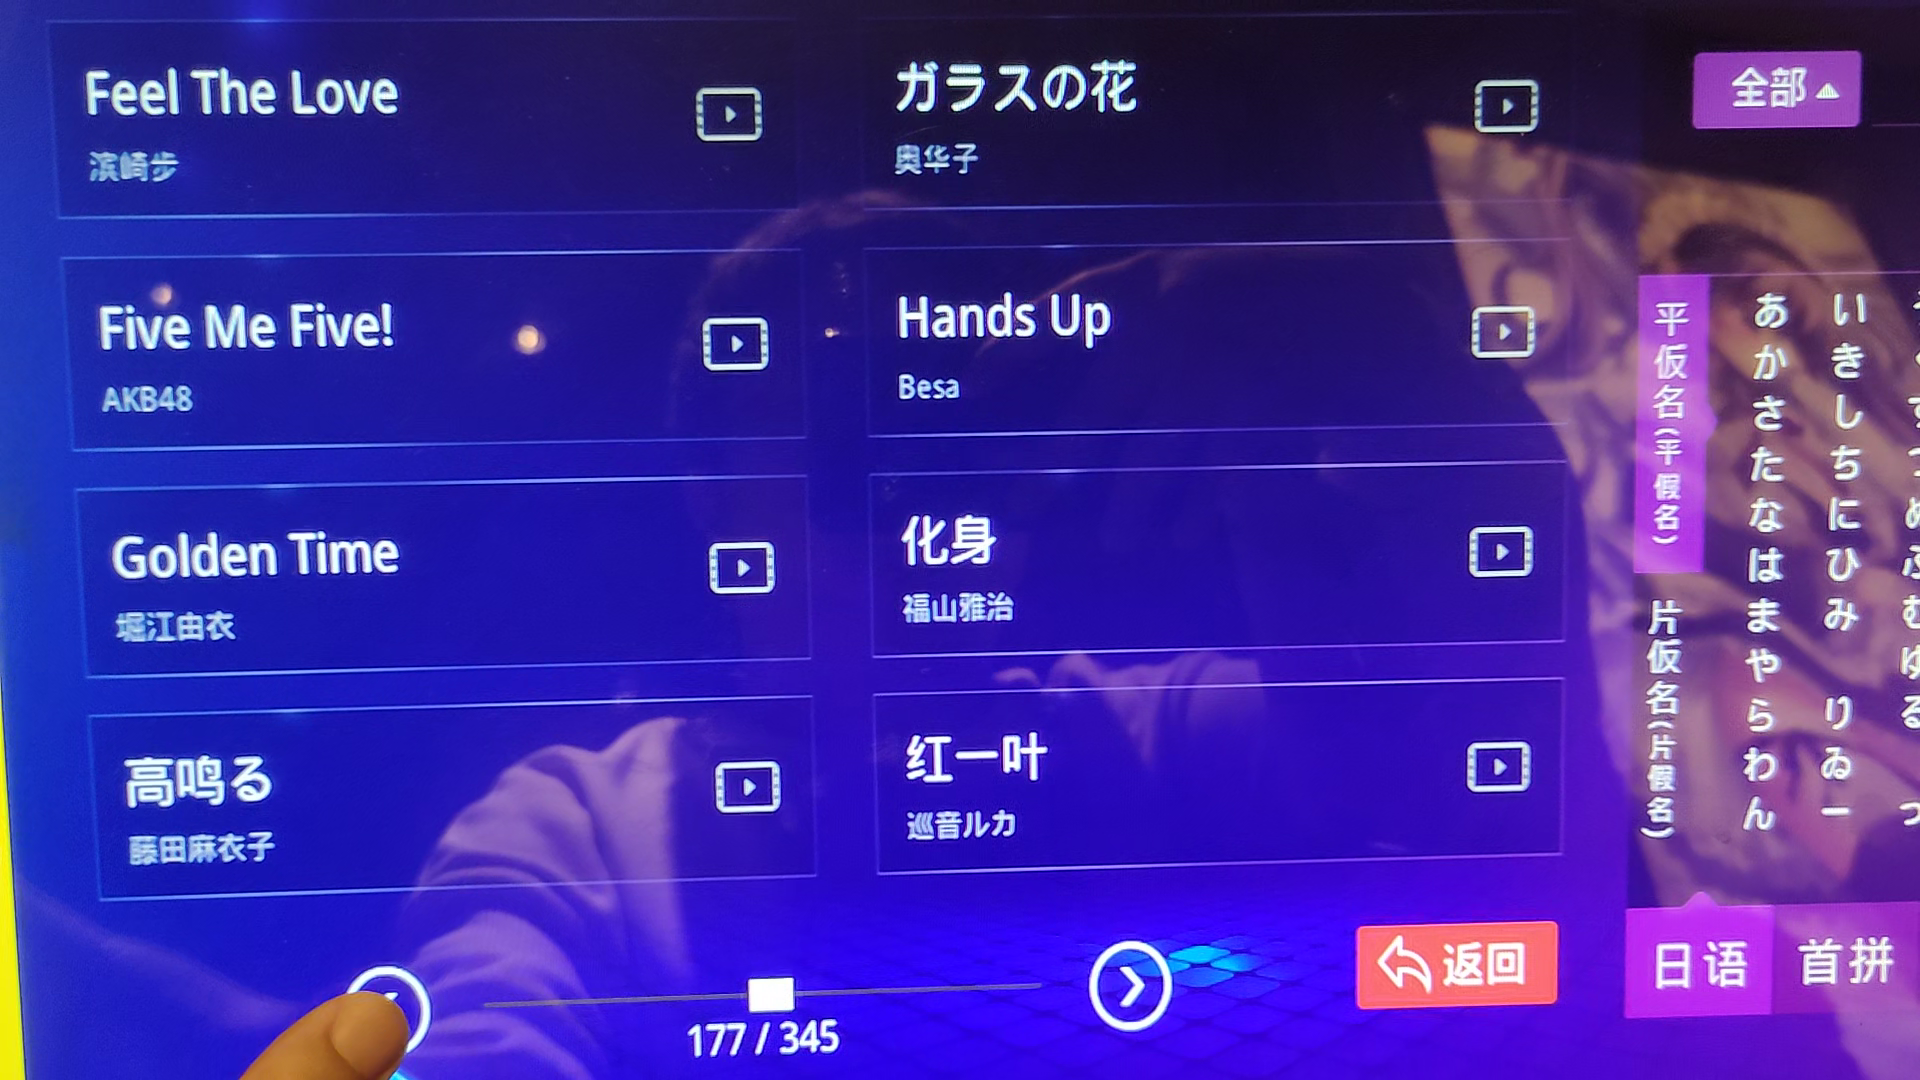 Feel The Love
滨崎步
ガラスの花
奥华子
Five Me Five!
AKB48
Hands Up
Besa
Golden Time
堀江由衣
化身
福山雅治
高鸣る
藤田麻衣子
红一叶
巡音ルカ
177 / 345
返回
全部
平仮名(平假名)
片仮名(片假名)
あかさたなはまやらわん
いきしちにひみ りゐー
日语
首拼